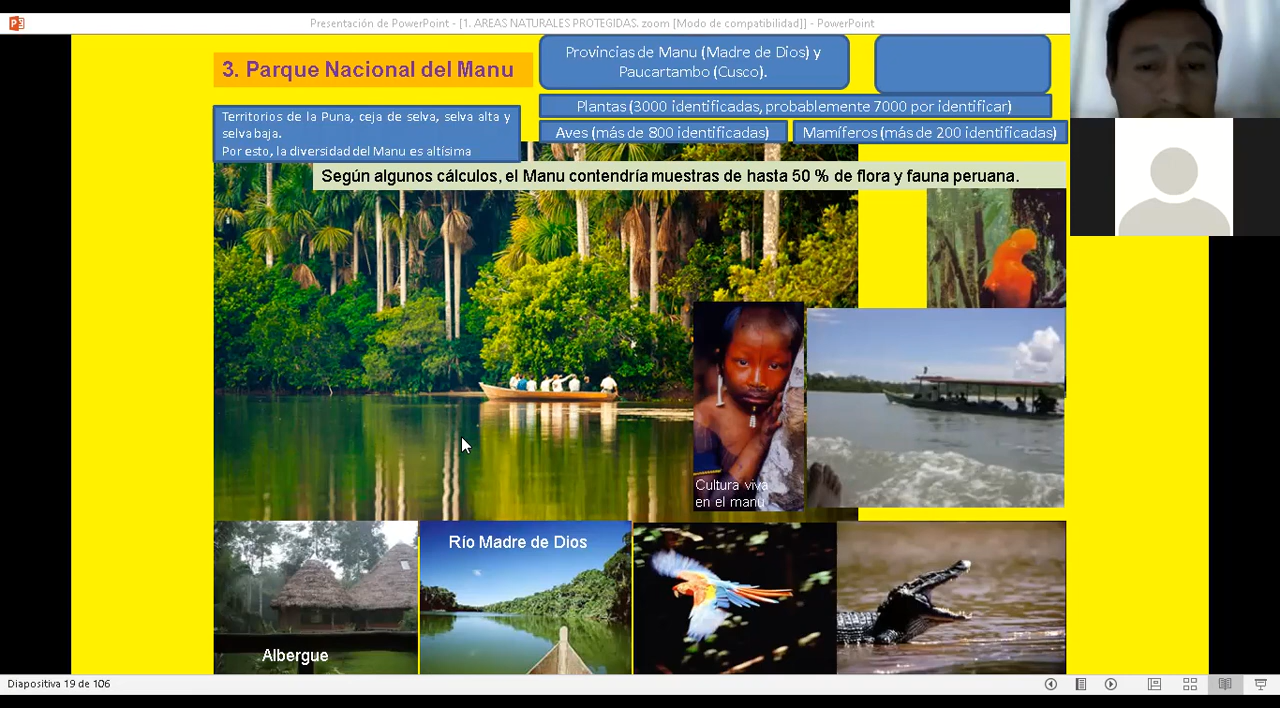 Presentación de PowerPoint - [1. AREAS NATURALES PROTEGIDAS. zoom [Modo de compatibilidad]] - PowerPoint
3. Parque Nacional del Manu
Provincias de Manu (Madre de Dios) y
Paucartambo (Cusco).
Territorios de la Puna, ceja de selva, selva alta y
selva baja.
Por esto, la diversidad del Manu es altísima
Plantas (3000 identificadas, probablemente 7000 por identificar)
Aves (más de 800 identificadas)
Mamíferos (más de 200 identificadas)
Según algunos cálculos, el Manu contendría muestras de hasta 50 % de flora y fauna peruana.
Cultura viva
en el manu
Río Madre de Dios
Albergue
Diapositiva 19 de 106